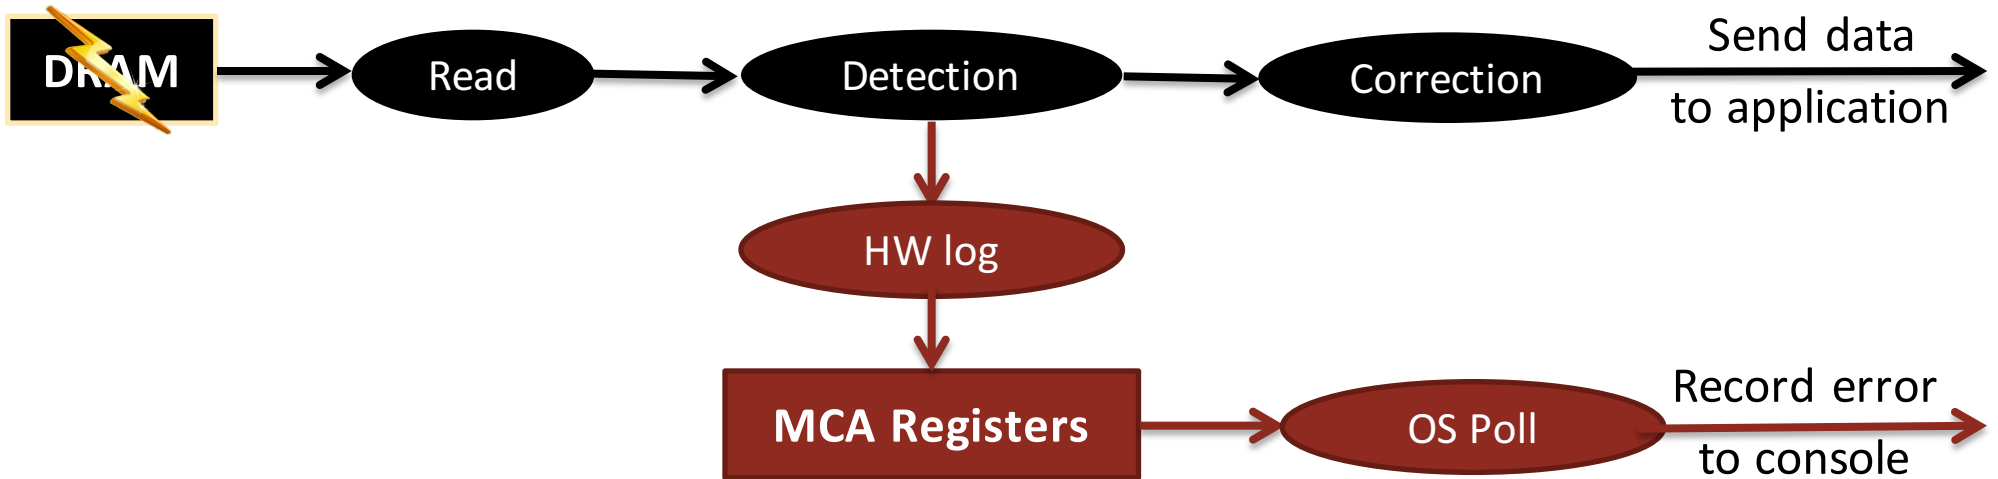 DRAM
Read
Detection
Correction
Send data
to application
HW log
MCA Registers
OS Poll
Record error
to console